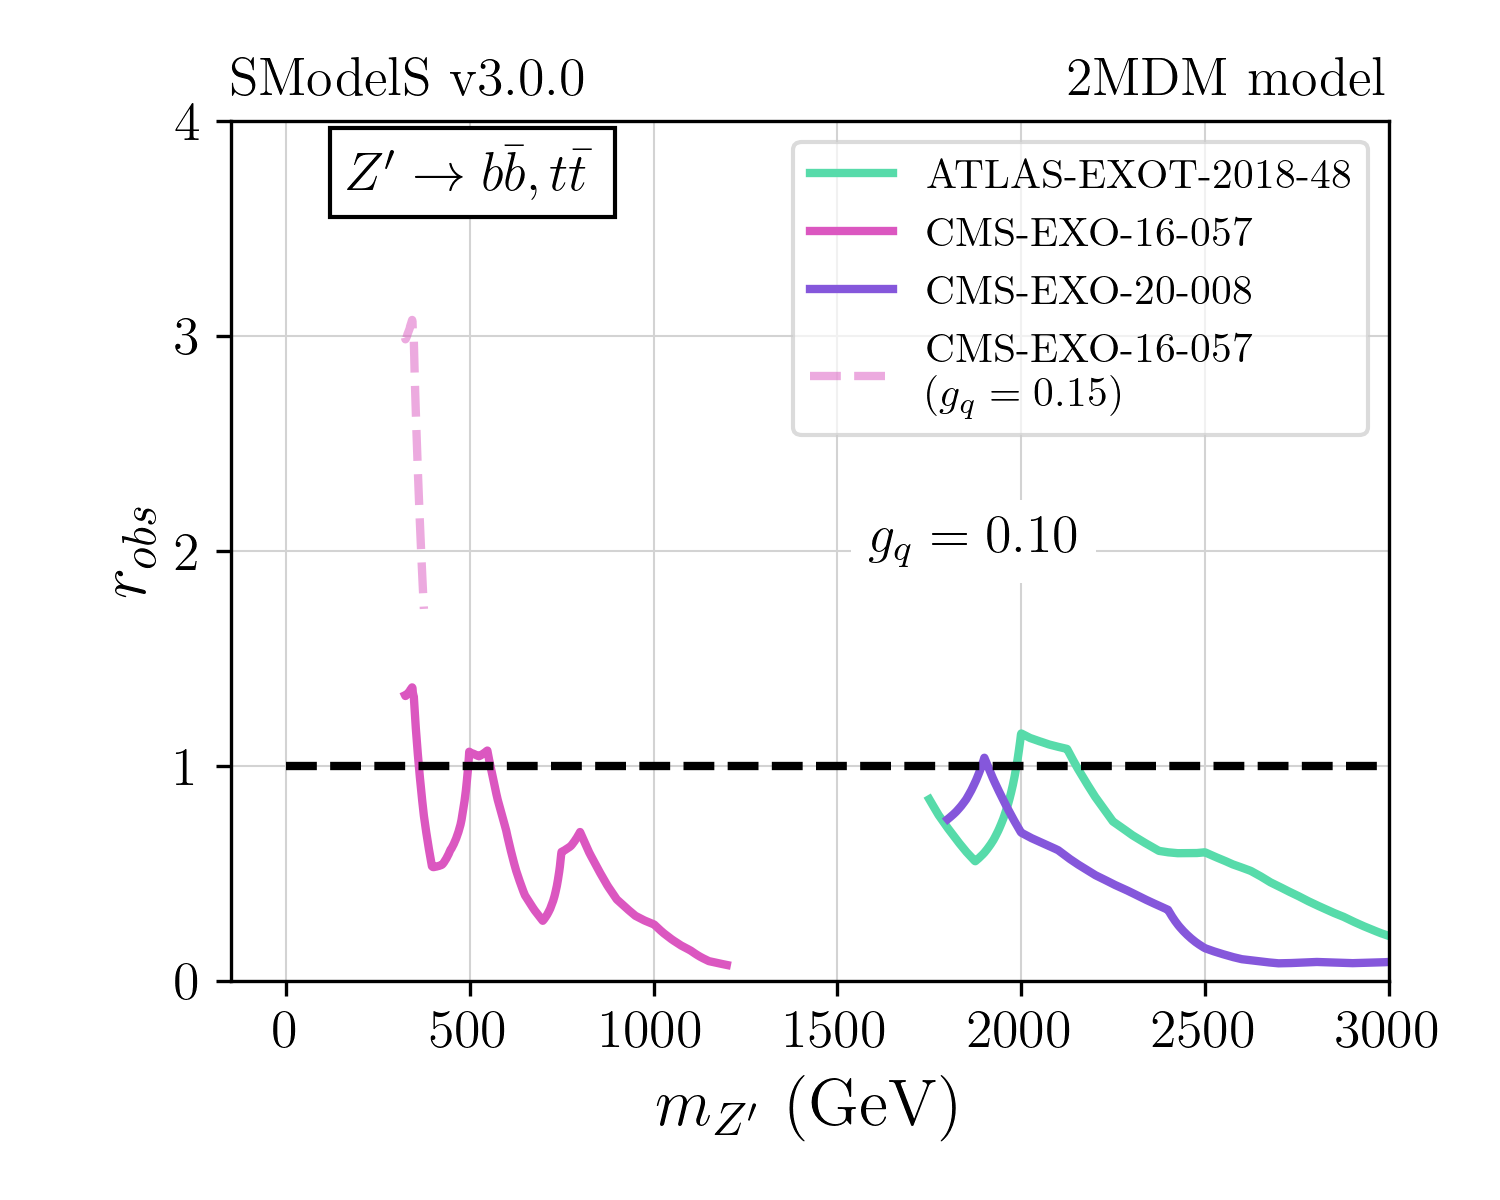 SModelS v3.0.0
2MDM model
Z′ → bb̄, tt̄
ATLAS-EXOT-2018-48
CMS-EXO-16-057
CMS-EXO-20-008
CMS-EXO-16-057
(g_q = 0.15)
g_q = 0.10
r_obs
4
3
2
1
0
0 500 1000 1500 2000 2500 3000
m_Z′ (GeV)